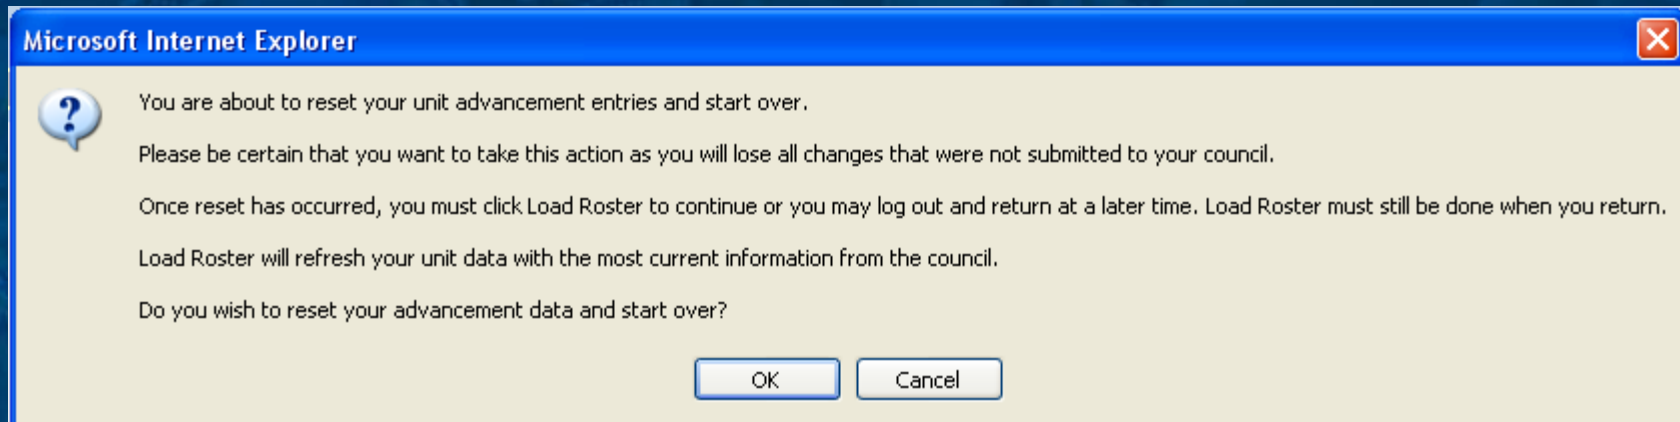 Microsoft Internet Explorer
You are about to reset your unit advancement entries and start over.
Please be certain that you want to take this action as you will lose all changes that were not submitted to your council.
Once reset has occurred, you must click Load Roster to continue or you may log out and return at a later time. Load Roster must still be done when you return.
Load Roster will refresh your unit data with the most current information from the council.
Do you wish to reset your advancement data and start over?
OK Cancel